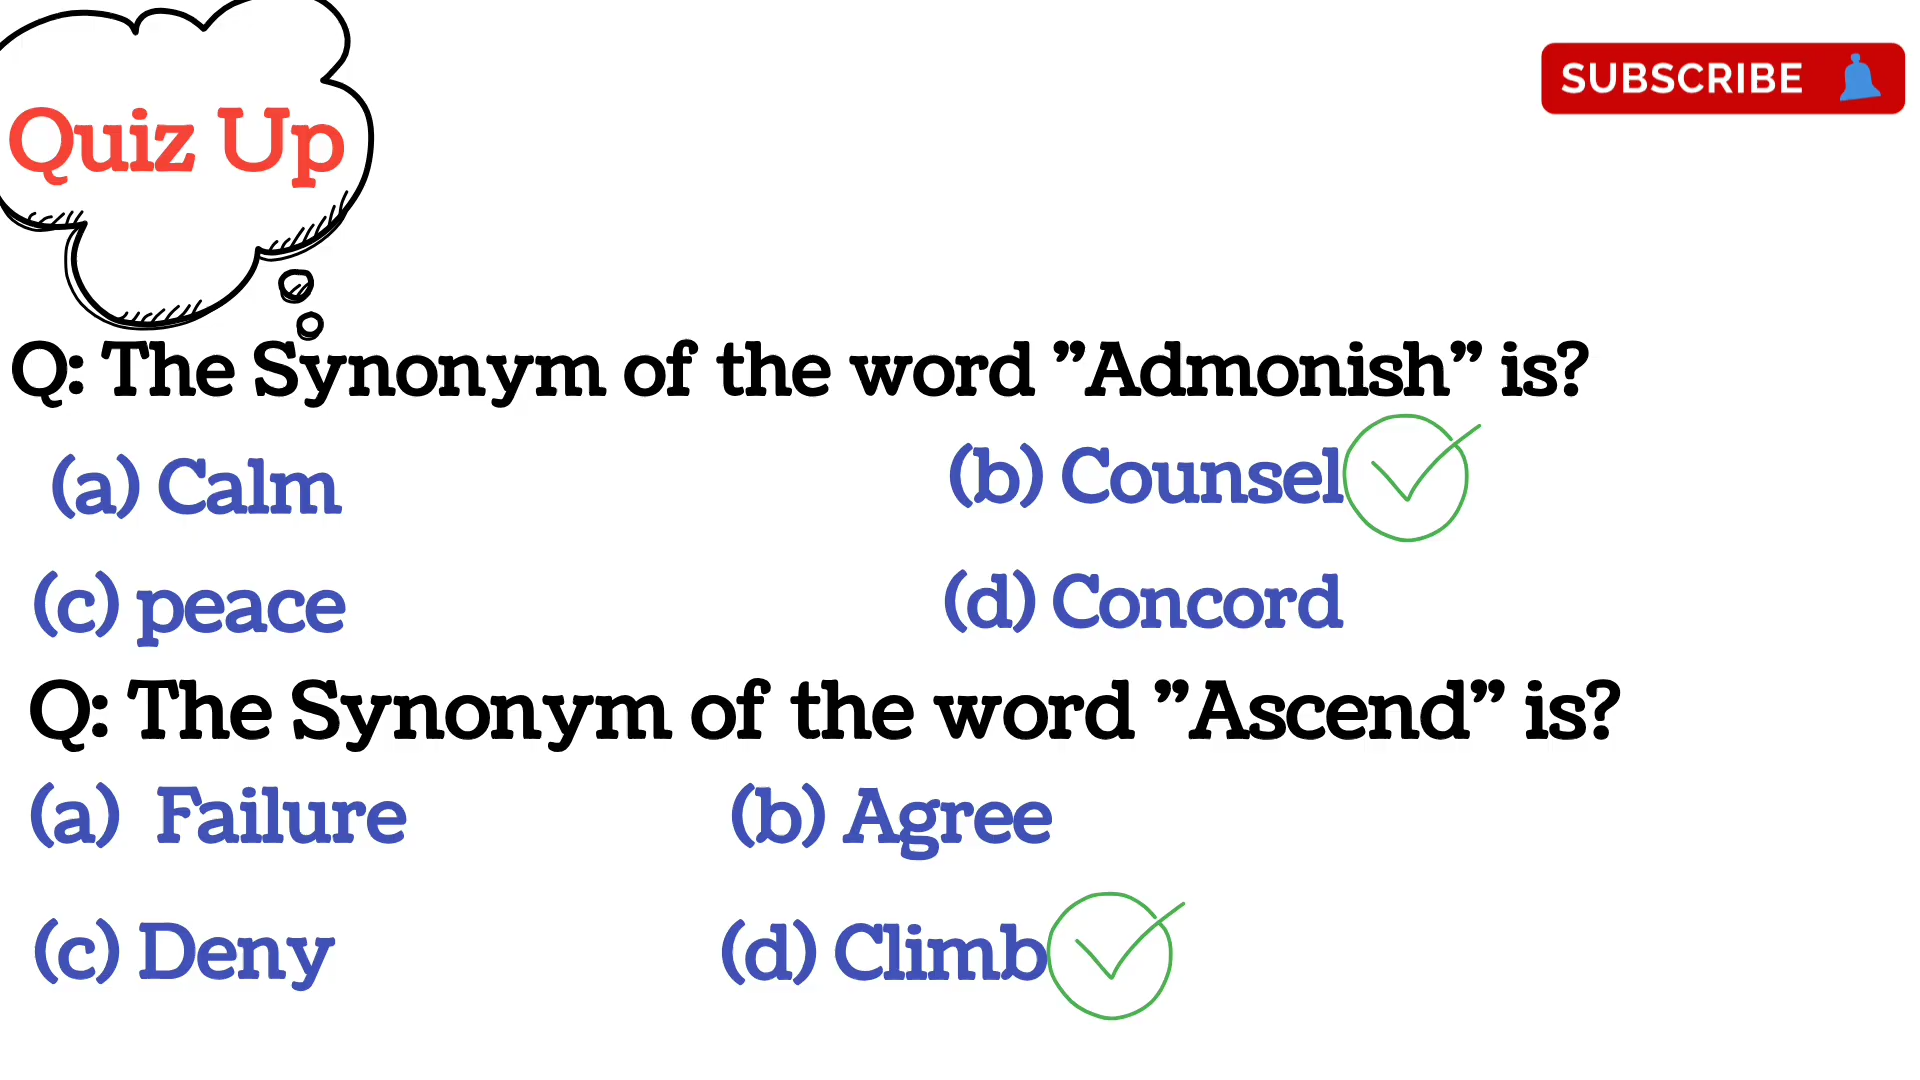 Quiz Up
SUBSCRIBE
Q: The Synonym of the word ”Admonish” is?
(a) Calm (b) Counsel
(c) peace (d) Concord
Q: The Synonym of the word ”Ascend” is?
(a) Failure (b) Agree
(c) Deny (d) Climb